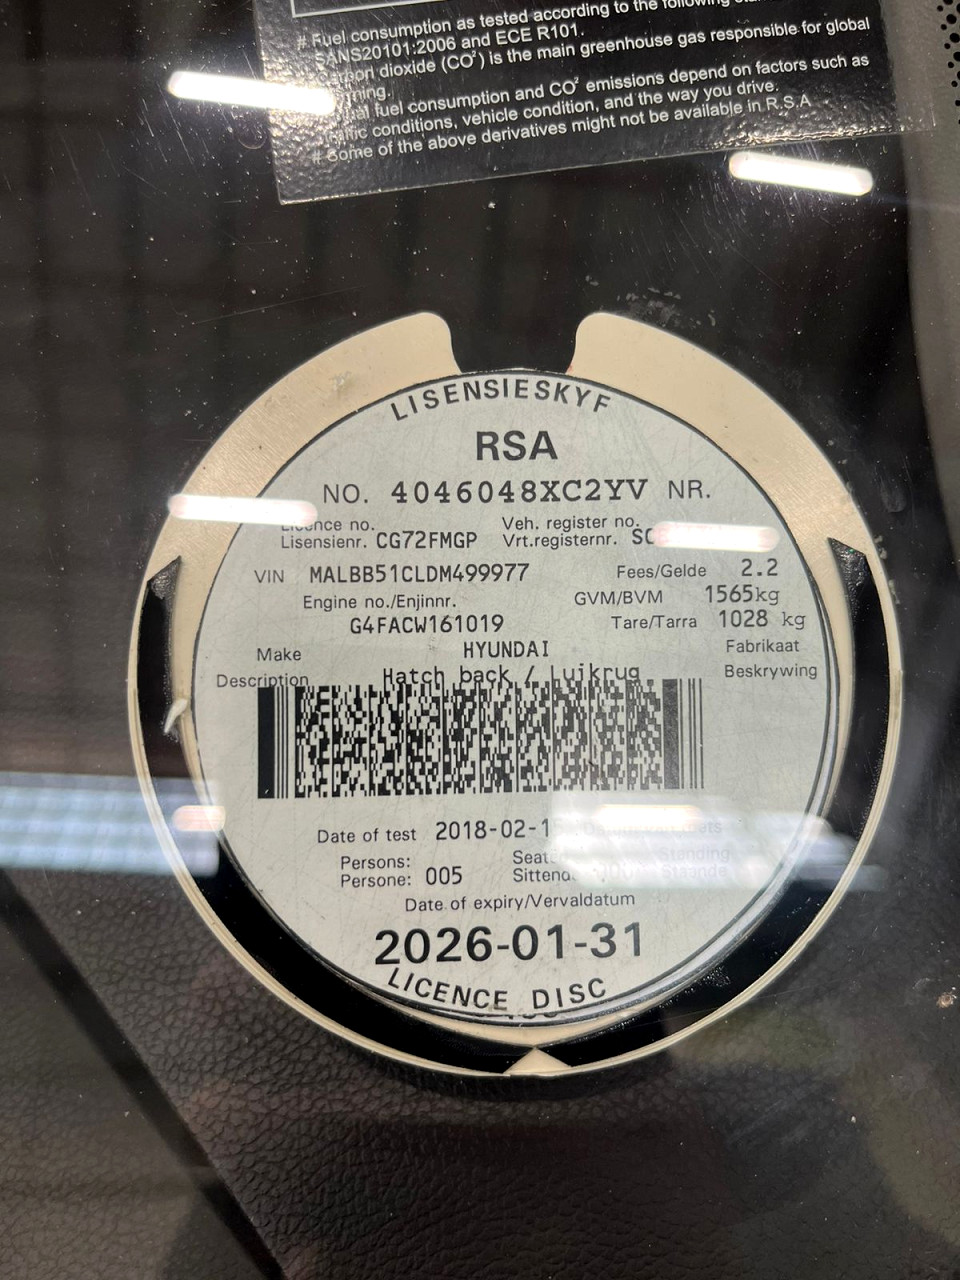 # Fuel consumption as tested according to the following
SANS20101:2006 and ECE R101.
dioxide (CO²) is the main greenhouse gas responsible for global
fuel consumption and CO² emissions depend on factors such as
conditions, vehicle condition, and the way you drive.
# Some of the above derivatives might not be available in R.S.A
LISENSIESKYF
RSA
NO. 4046048XC2YV NR.
Licence no. Veh. register no.
Lisensienr. CG72FMGP Vrt.registernr.
VIN MALBB51CLDM499977 Fees/Gelde 2.2
Engine no./Enjinnr. GVM/BVM 1565kg
G4FACW161019 Tare/Tarra 1028 kg
Make HYUNDAI Fabrikaat
Description Hatch back / Luikrug Beskrywing
Date of test 2018-02-
Persons:
Persone: 005
Standing
Staande
Date of expiry/Vervaldatum
2026-01-31
LICENCE DISC